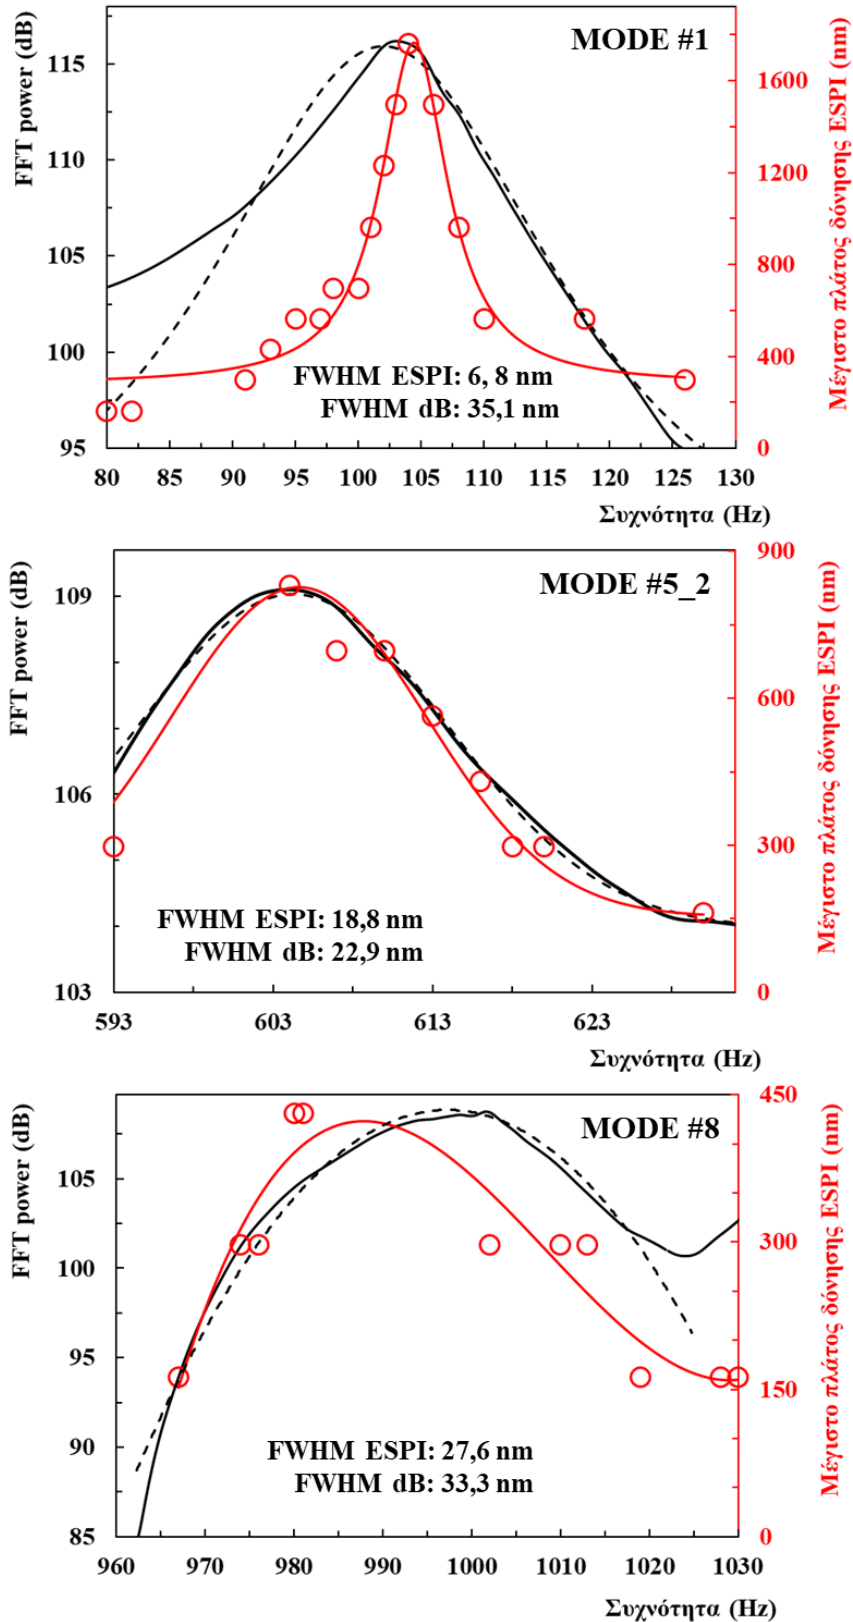 MODE #1
FFT power (dB)
115
110
105
100
95
Μέγιστο πλάτος δόνησης ESPI (nm)
1600
1200
800
400
0
FWHM ESPI: 6, 8 nm
FWHM dB: 35,1 nm
80 85 90 95 100 105 110 115 120 125 130
Συχνότητα (Hz)
MODE #5_2
FFT power (dB)
109
106
103
Μέγιστο πλάτος δόνησης ESPI (nm)
900
600
300
0
FWHM ESPI: 18,8 nm
FWHM dB: 22,9 nm
593 603 613 623
Συχνότητα (Hz)
MODE #8
FFT power (dB)
105
100
95
90
85
Μέγιστο πλάτος δόνησης ESPI (nm)
450
300
150
0
FWHM ESPI: 27,6 nm
FWHM dB: 33,3 nm
960 970 980 990 1000 1010 1020 1030
Συχνότητα (Hz)